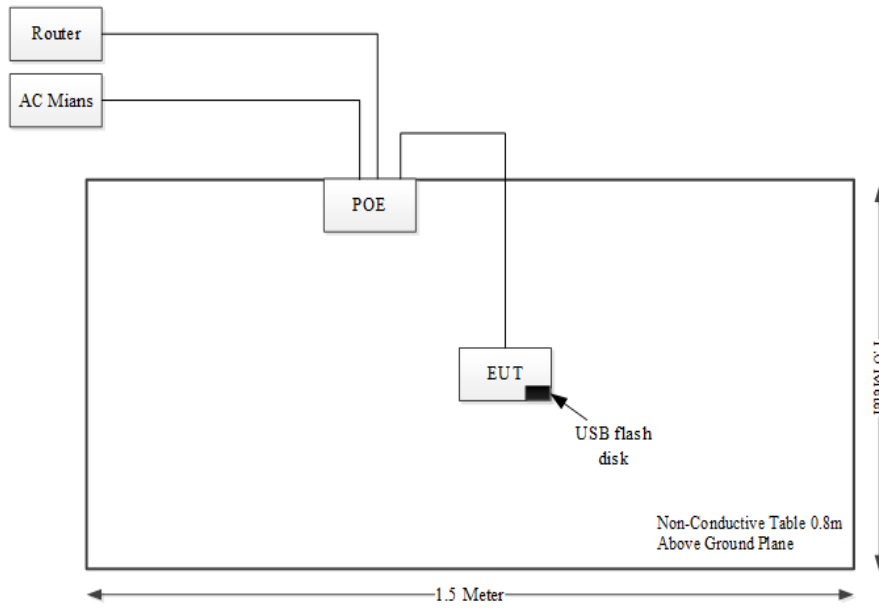 Router
AC Mians
POE
EUT
USB flash
disk
Non-Conductive Table 0.8m
Above Ground Plane
1.5 Meter
Meter